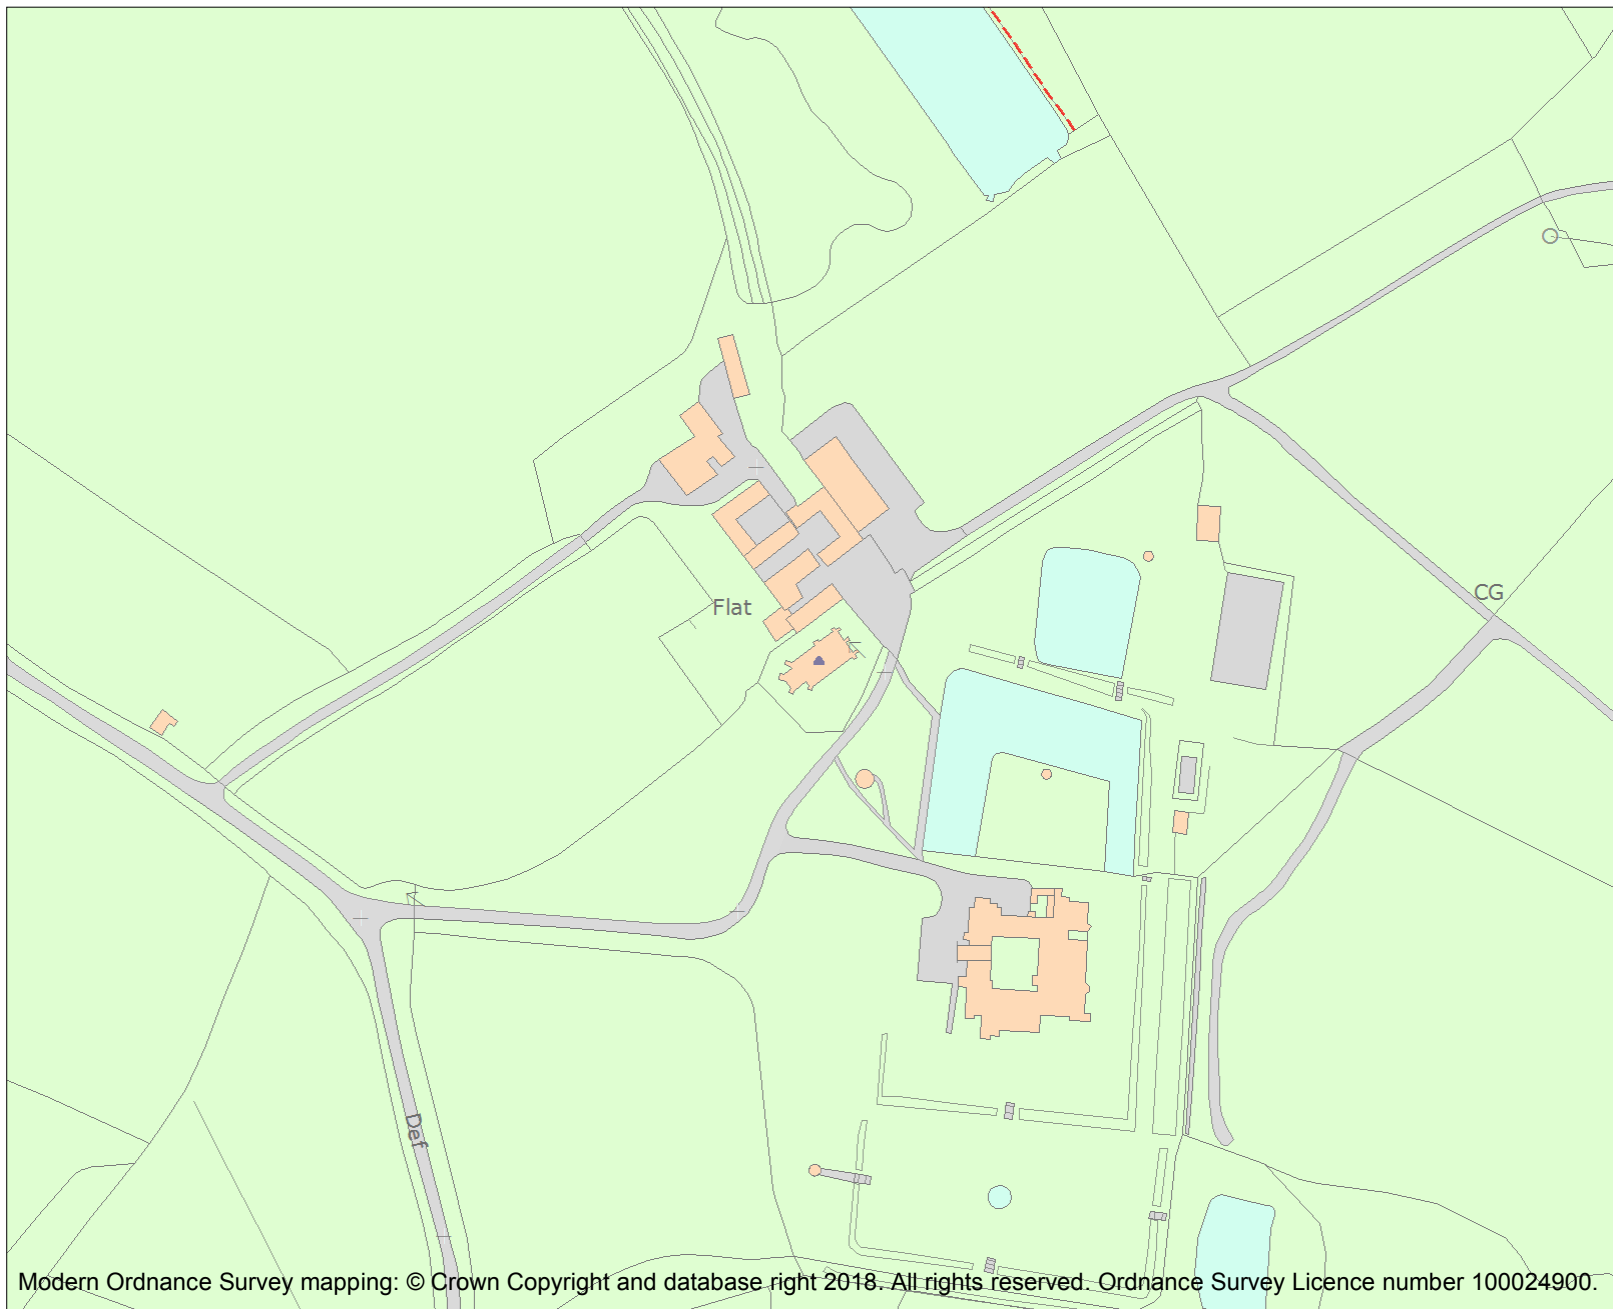 CG
Flat
Def
Modern Ordnance Survey mapping: © Crown Copyright and database right 2018. All rights reserved. Ordnance Survey Licence number 100024900.